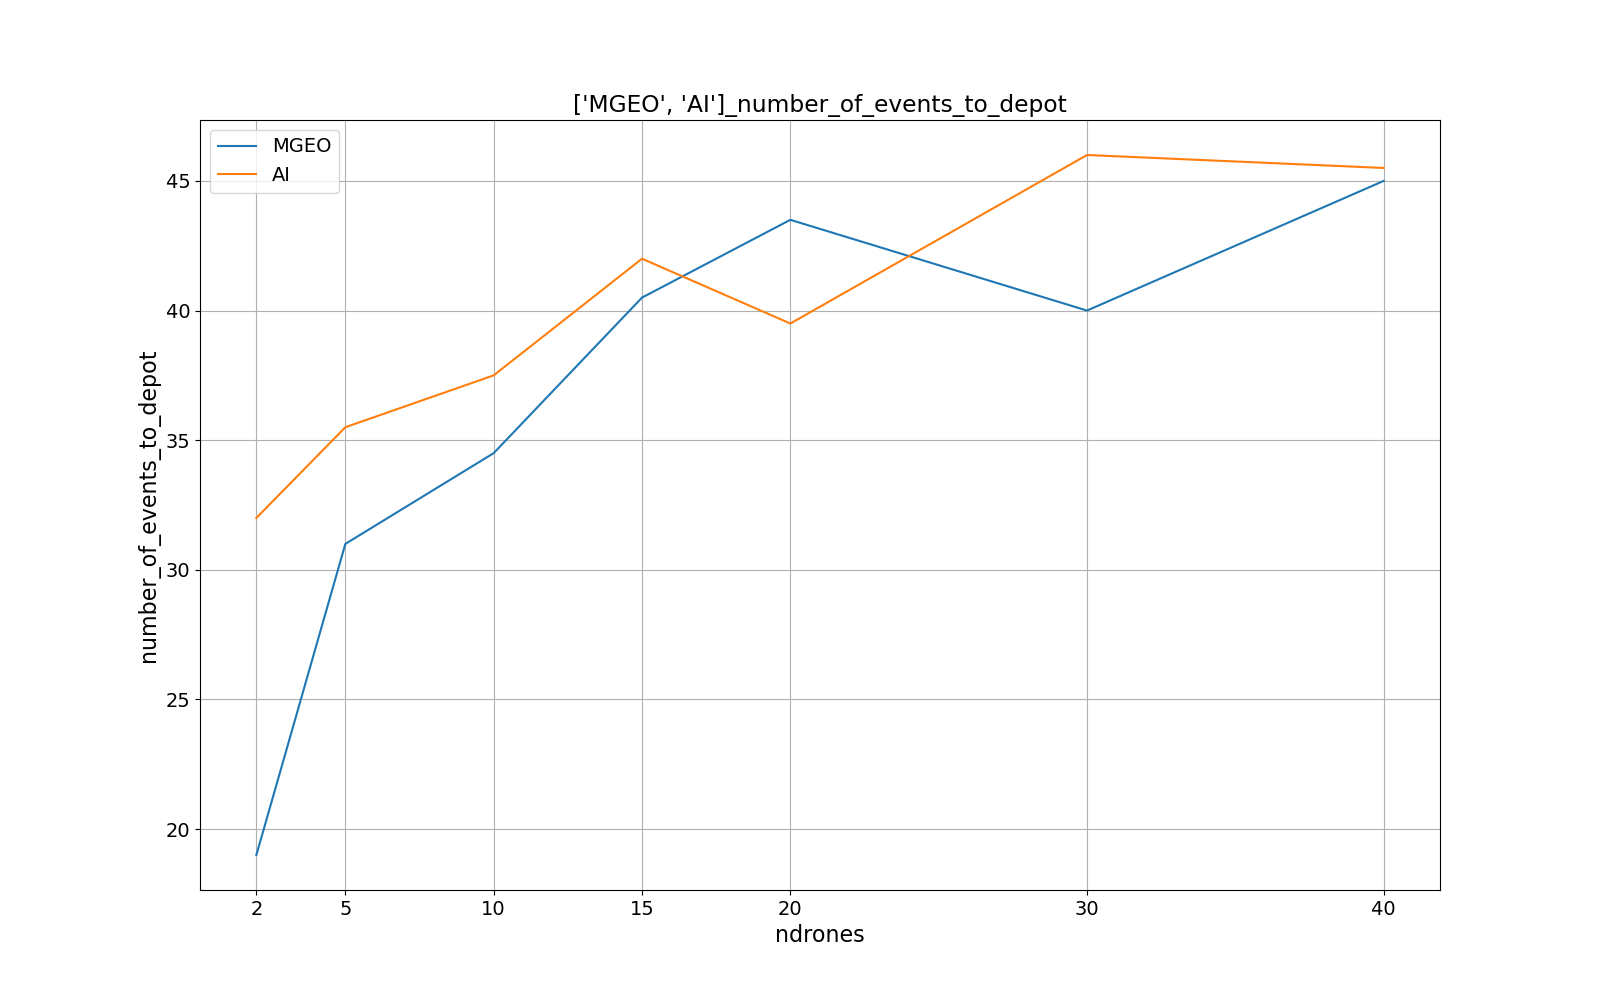 ['MGEO', 'AI']_number_of_events_to_depot
MGEO
AI
number_of_events_to_depot
45
40
35
30
25
20
2 5 10 15 20 30 40
ndrones